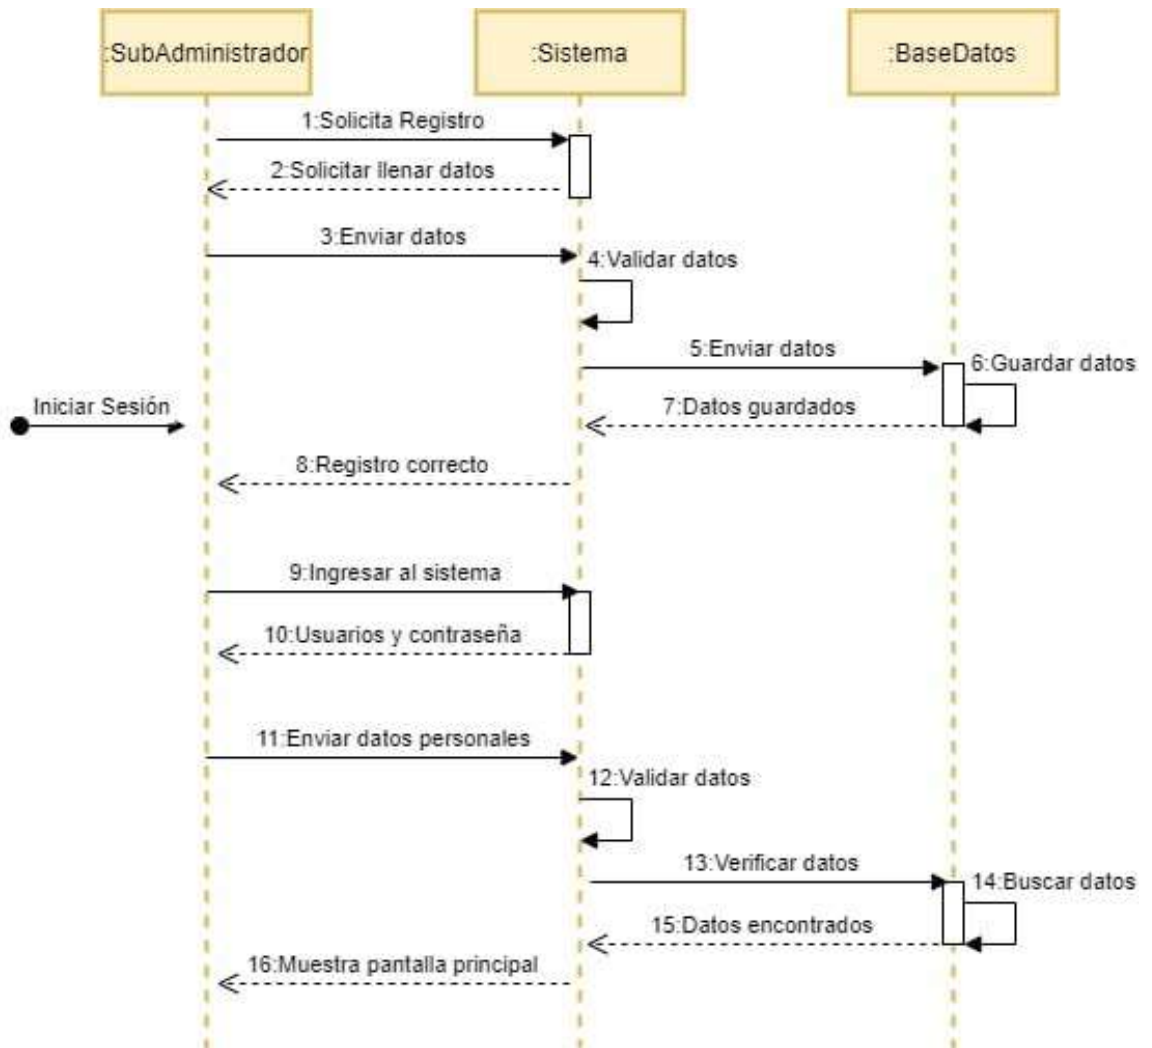 :SubAdministrador
:Sistema
:BaseDatos
1:Solicita Registro
2:Solicitar llenar datos
3:Enviar datos
4:Validar datos
5:Enviar datos
6:Guardar datos
Iniciar Sesión
7:Datos guardados
8:Registro correcto
9:Ingresar al sistema
10:Usuarios y contraseña
11:Enviar datos personales
12:Validar datos
13:Verificar datos
14:Buscar datos
15:Datos encontrados
16:Muestra pantalla principal